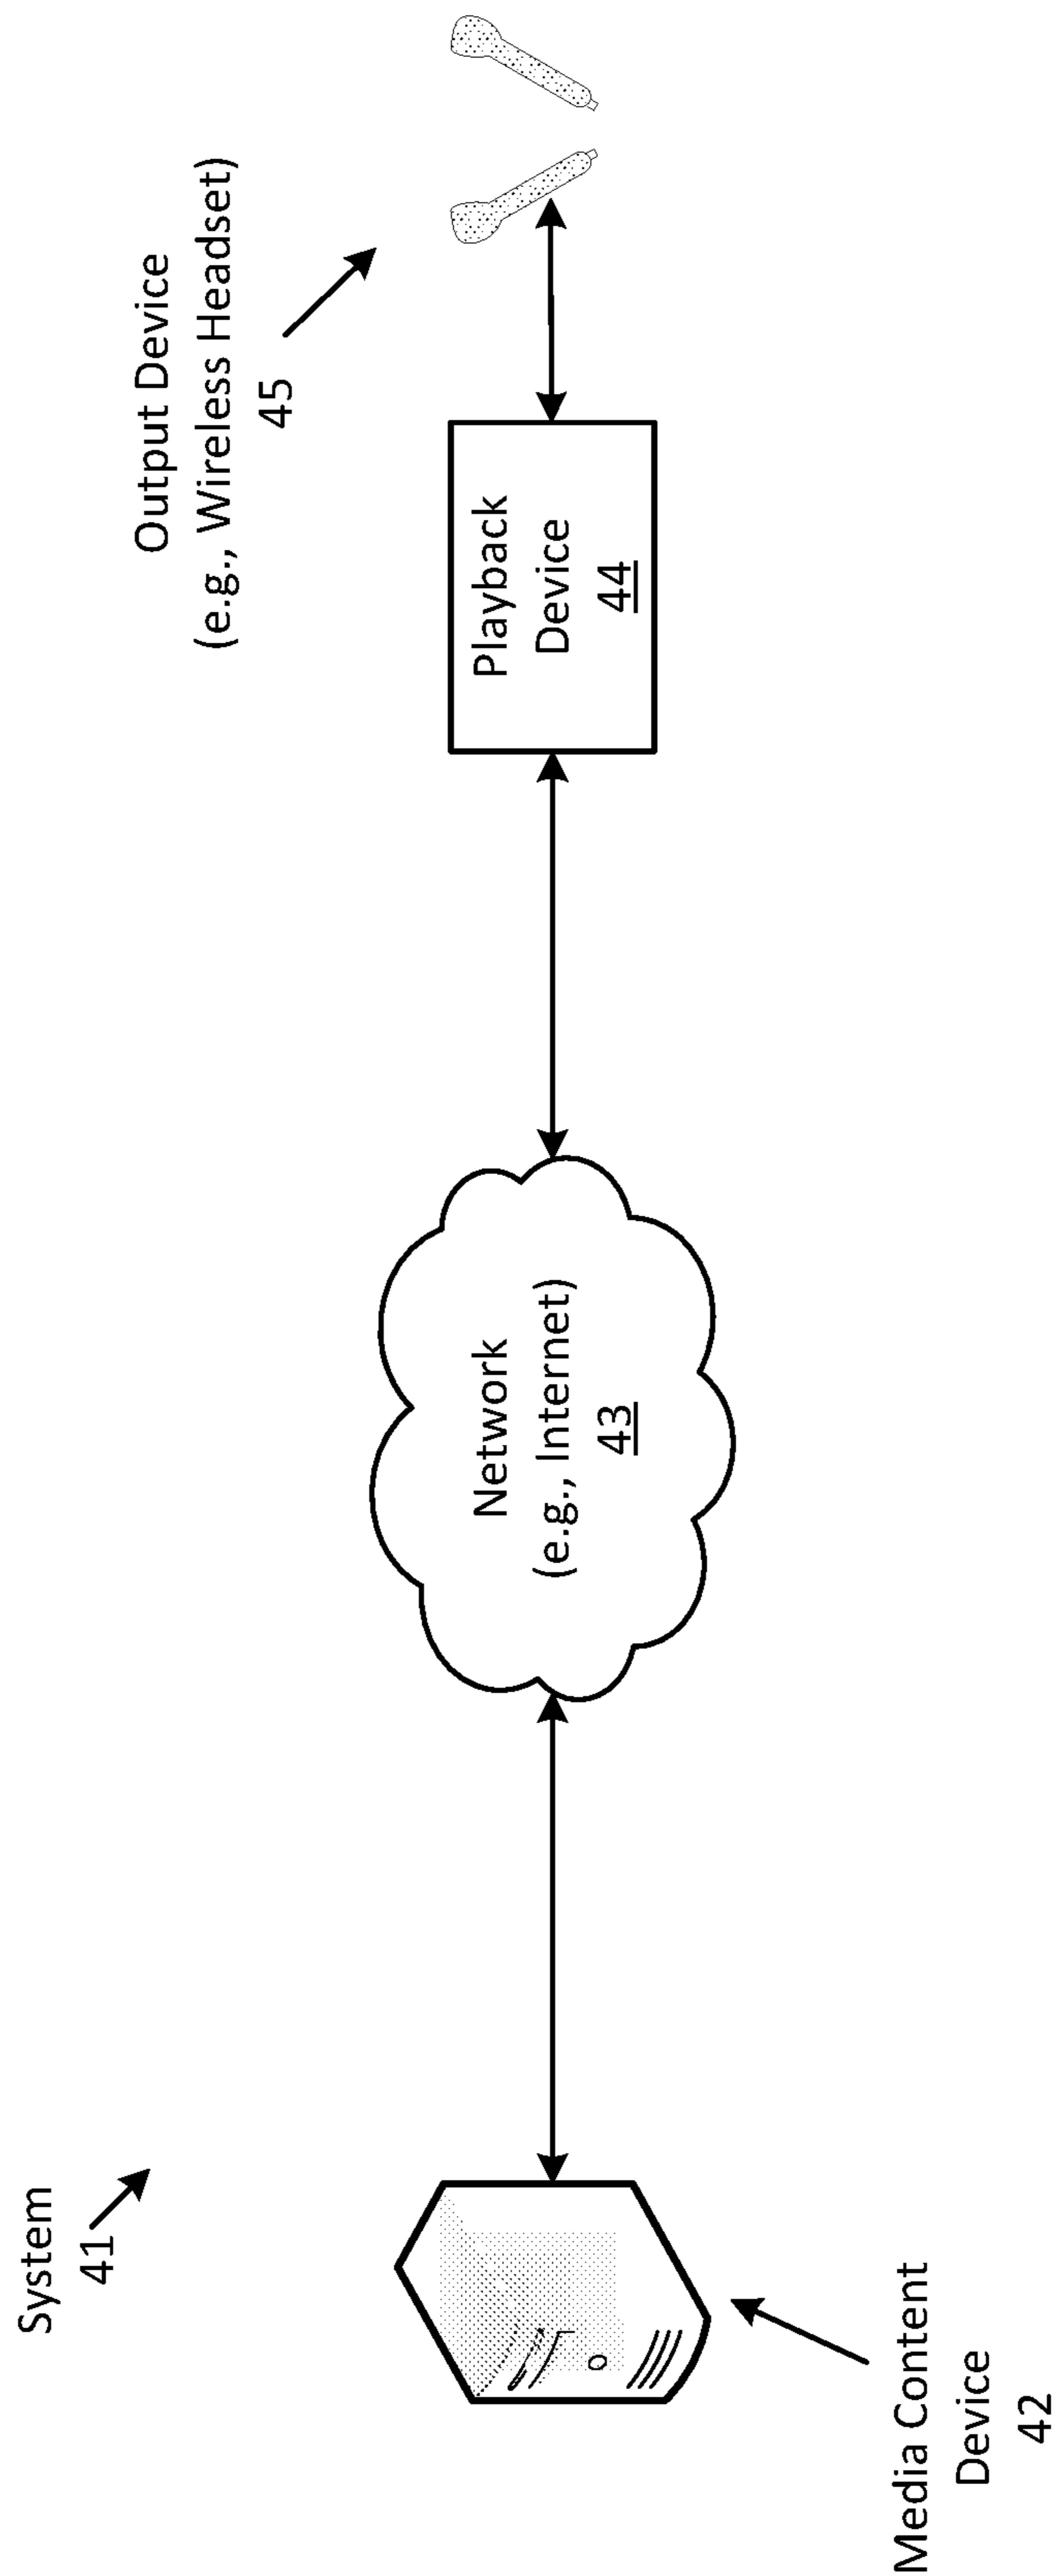 System
41
Media Content
Device
42
Network
(e.g., Internet)
43
Playback
Device
44
Output Device
(e.g., Wireless Headset)
45